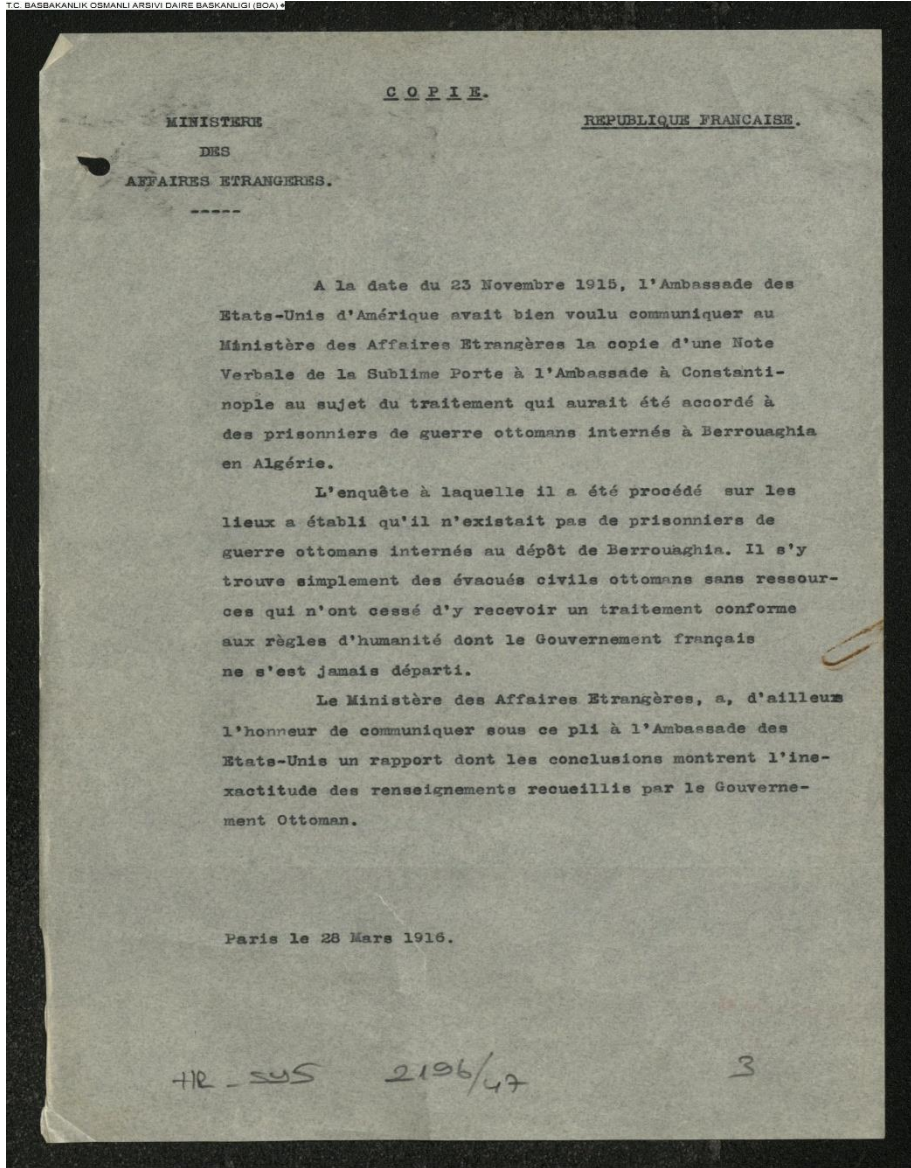 T.C. BASBAKANLIK OSMANLI ARSIVI DAIRE BASKANLIGI (BOA)
COPIE.
MINISTERE
REPUBLIQUE FRANCAISE.
DES
AFFAIRES ETRANGERES.
-----
A la date du 23 Novembre 1915, l'Ambassade des
Etats-Unis d'Amérique avait bien voulu communiquer au
Ministère des Affaires Etrangères la copie d'une Note
Verbale de la Sublime Porte à l'Ambassade à Constanti-
nople au sujet du traitement qui aurait été accordé à
des prisonniers de guerre ottomans internés à Berrouaghia
en Algérie.
L'enquête à laquelle il a été procédé sur les
lieux a établi qu'il n'existait pas de prisonniers de
guerre ottomans internés au dépôt de Berrouaghia. Il s'y
trouve simplement des évacués civils ottomans sans ressour-
ces qui n'ont cessé d'y recevoir un traitement conforme
aux règles d'humanité dont le Gouvernement français
ne s'est jamais départi.
Le Ministère des Affaires Etrangères, a, d'ailleurs
l'honneur de communiquer sous ce pli à l'Ambassade des
Etats-Unis un rapport dont les conclusions montrent l'ine-
xactitude des renseignements recueillis par le Gouverne-
ment Ottoman.
Paris le 28 Mars 1916.
HR-SYS 2196/47 3